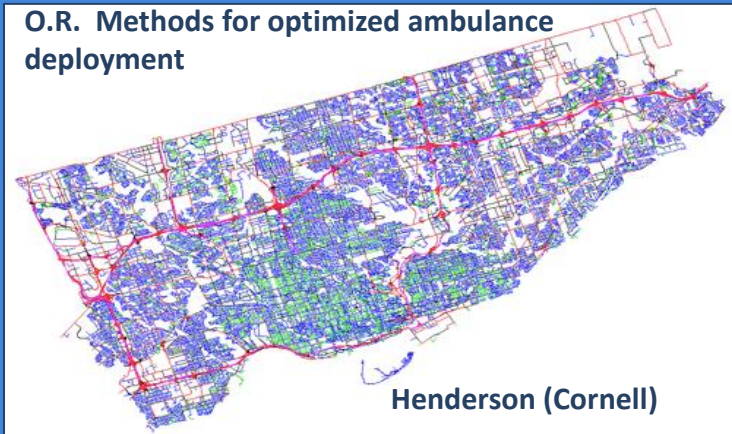 O.R. Methods for optimized ambulance
deployment
Henderson (Cornell)